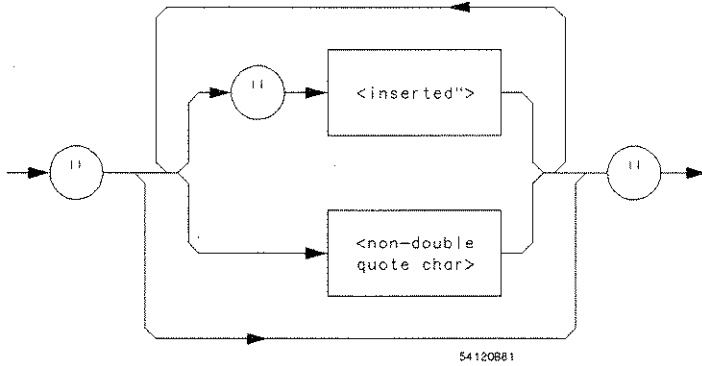 "
<inserted">
"
"
<non-double
quote char>
54120B81